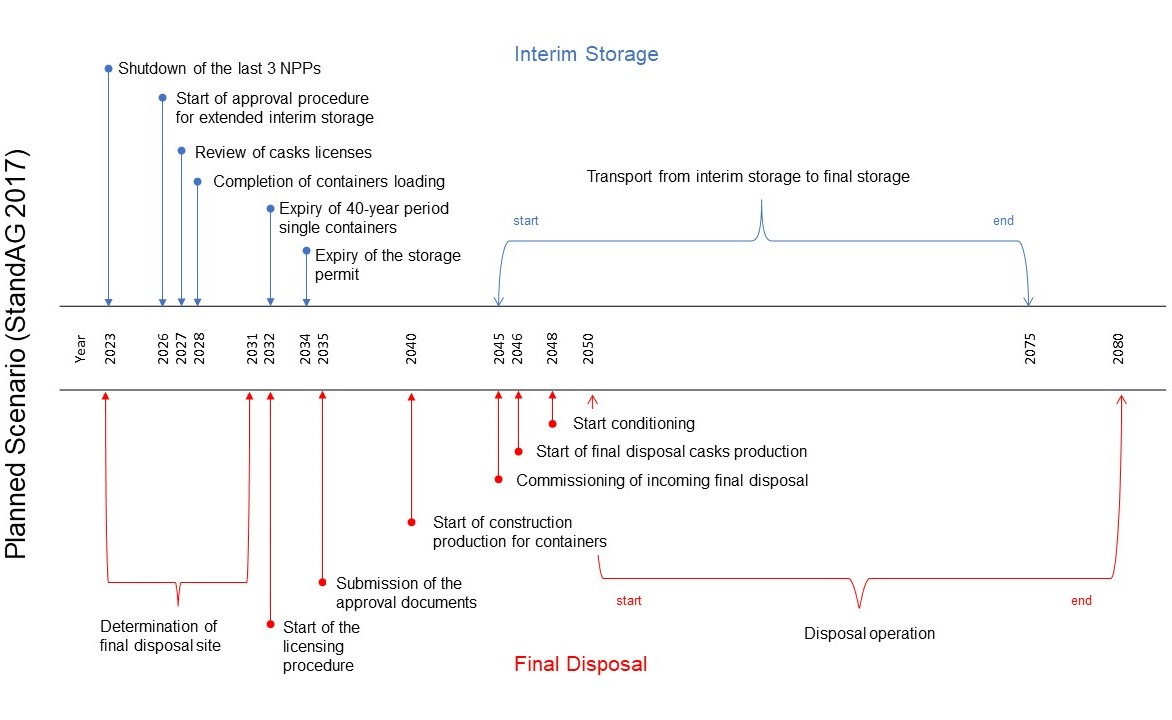 Planned Scenario (StandAG 2017)
Interim Storage
Shutdown of the last 3 NPPs
Start of approval procedure
for extended interim storage
Review of casks licenses
Completion of containers loading
Expiry of 40-year period
single containers
Expiry of the storage
permit
Transport from interim storage to final storage
start
end
Year
2023
2026
2027
2028
2031
2032
2034
2035
2040
2045
2046
2048
2050
2075
2080
Start conditioning
Start of final disposal casks production
Commissioning of incoming final disposal
Start of construction
production for containers
Submission of the
approval documents
start
end
Determination of
final disposal site
Start of the
licensing
procedure
Disposal operation
Final Disposal